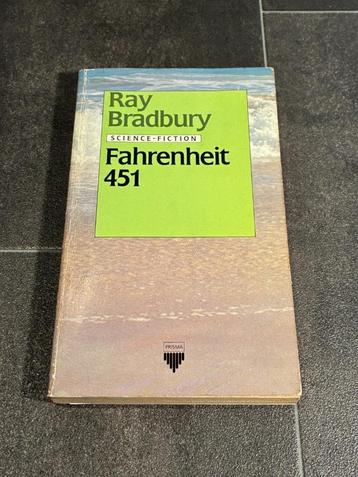 Ray
Bradbury
SCIENCE-FICTION
Fahrenheit
451
PRISMA